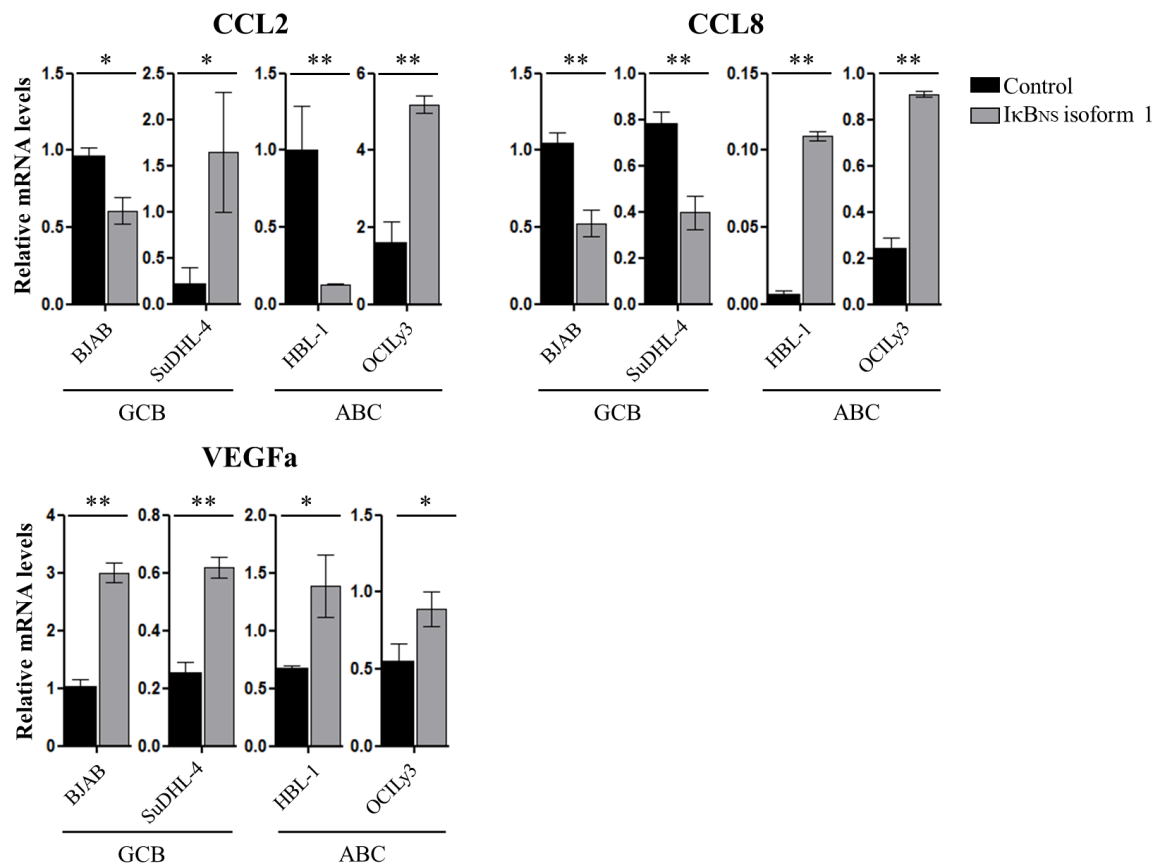 CCL2
CCL8
* * ** **
** ** ** **
Control
IκBNS isoform 1
Relative mRNA levels
1.5 1.0 0.5 0.0
2.5 2.0 1.5 1.0 0.5 0.0
1.5 1.0 0.5 0.0
6 4 2 0
1.5 1.0 0.5 0.0
1.0 0.8 0.6 0.4 0.2 0.0
0.15 0.10 0.05 0.00
1.0 0.8 0.6 0.4 0.2 0.0
BJAB SuDHL-4 HBL-1 OCILy3
BJAB SuDHL-4 HBL-1 OCILy3
GCB ABC
GCB ABC
VEGFa
** ** * *
Relative mRNA levels
4 3 2 1 0
0.8 0.6 0.4 0.2 0.0
2.0 1.5 1.0 0.5 0.0
1.5 1.0 0.5 0.0
BJAB SuDHL-4 HBL-1 OCILy3
GCB ABC